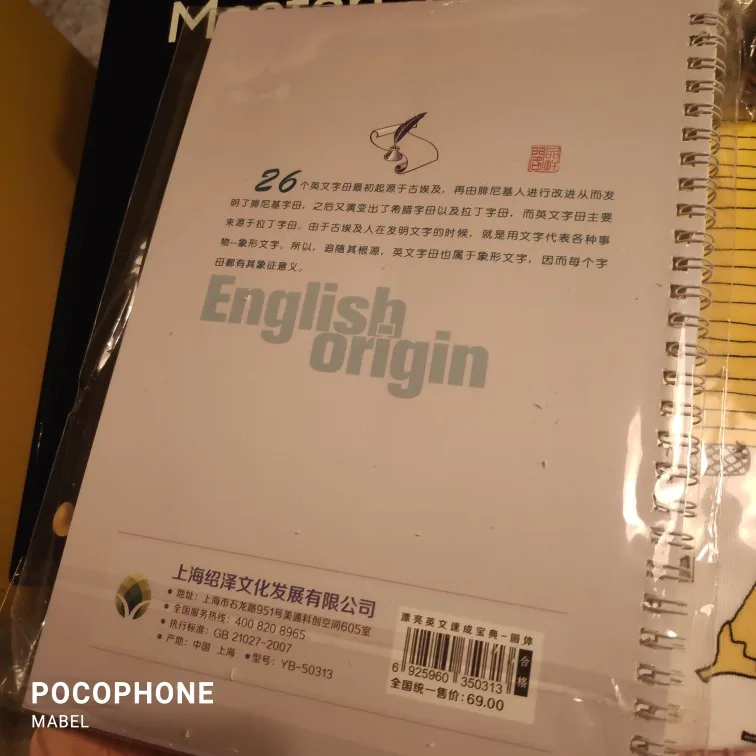 26个英文字母最初起源于古埃及，再由腓尼基人进行改进从而发
明了腓尼基字母，之后又演变出了希腊字母以及拉丁字母，而英文字母主要
来源于拉丁字母。由于古埃及人在发明文字的时候，就是用文字代表各种事
物--象形文字。所以，追随其根源，英文字母也属于象形文字，因而每个字
母都有其象征意义。
English
origin
上海绍泽文化发展有限公司
• 地址：上海市石龙路951号美通科创空间605室
• 全国服务热线：400 820 8965
• 执行标准：GB 21027-2007
• 产地：中国 上海 • 型号：YB-50313
漂亮英文速成宝典-圆体
合格
6 925960 350313
全国统一售价：69.00
POCOPHONE
MABEL